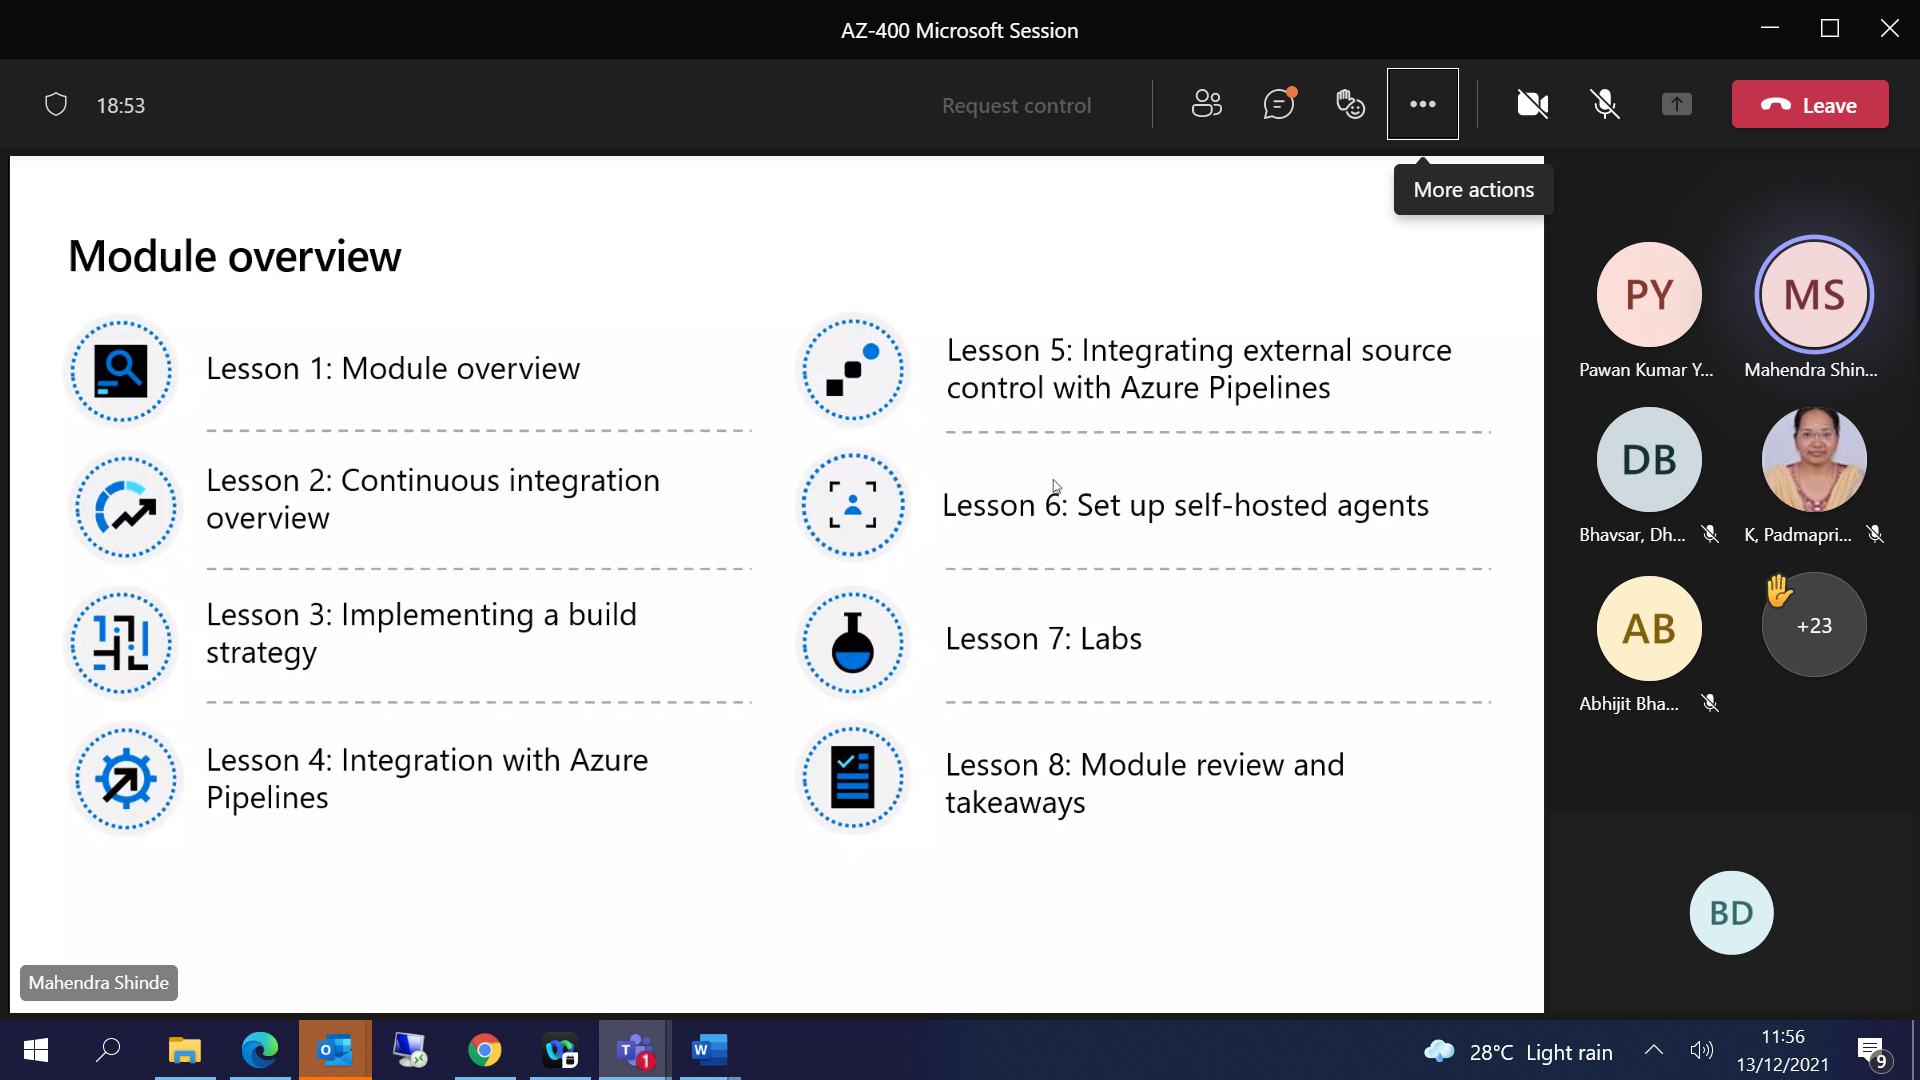 AZ-400 Microsoft Session
18:53
Request control
Leave
More actions
Module overview
Lesson 1: Module overview
Lesson 2: Continuous integration
overview
Lesson 3: Implementing a build
strategy
Lesson 4: Integration with Azure
Pipelines
Lesson 5: Integrating external source
control with Azure Pipelines
Lesson 6: Set up self-hosted agents
Lesson 7: Labs
Lesson 8: Module review and
takeaways
Mahendra Shinde
PY
MS
Pawan Kumar Y...
Mahendra Shin...
DB
Bhavsar, Dh...
K, Padmapri...
AB
+23
Abhijit Bha...
BD
O
T
1
W
28°C Light rain
11:56
13/12/2021
9